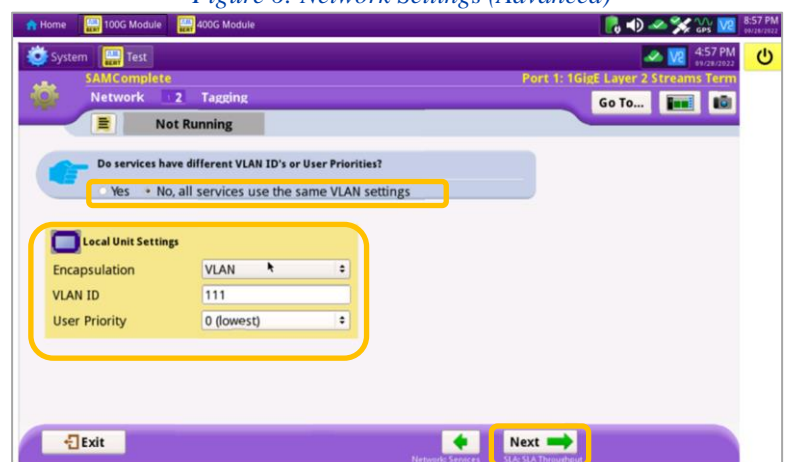 Figure 6: Network Settings (Advanced)
Home 100G Module 400G Module GPS V2 8:57 PM
09/28/2022
System Test V2 4:57 PM
09/28/2022
SAMComplete Port 1: 1GigE Layer 2 Streams Term
Network 2 Tagging Go To...
Not Running
Do services have different VLAN ID's or User Priorities?
Yes No, all services use the same VLAN settings
Local Unit Settings
Encapsulation VLAN
VLAN ID 111
User Priority 0 (lowest)
Exit Next
Network: Services SLA: SLA Throughput